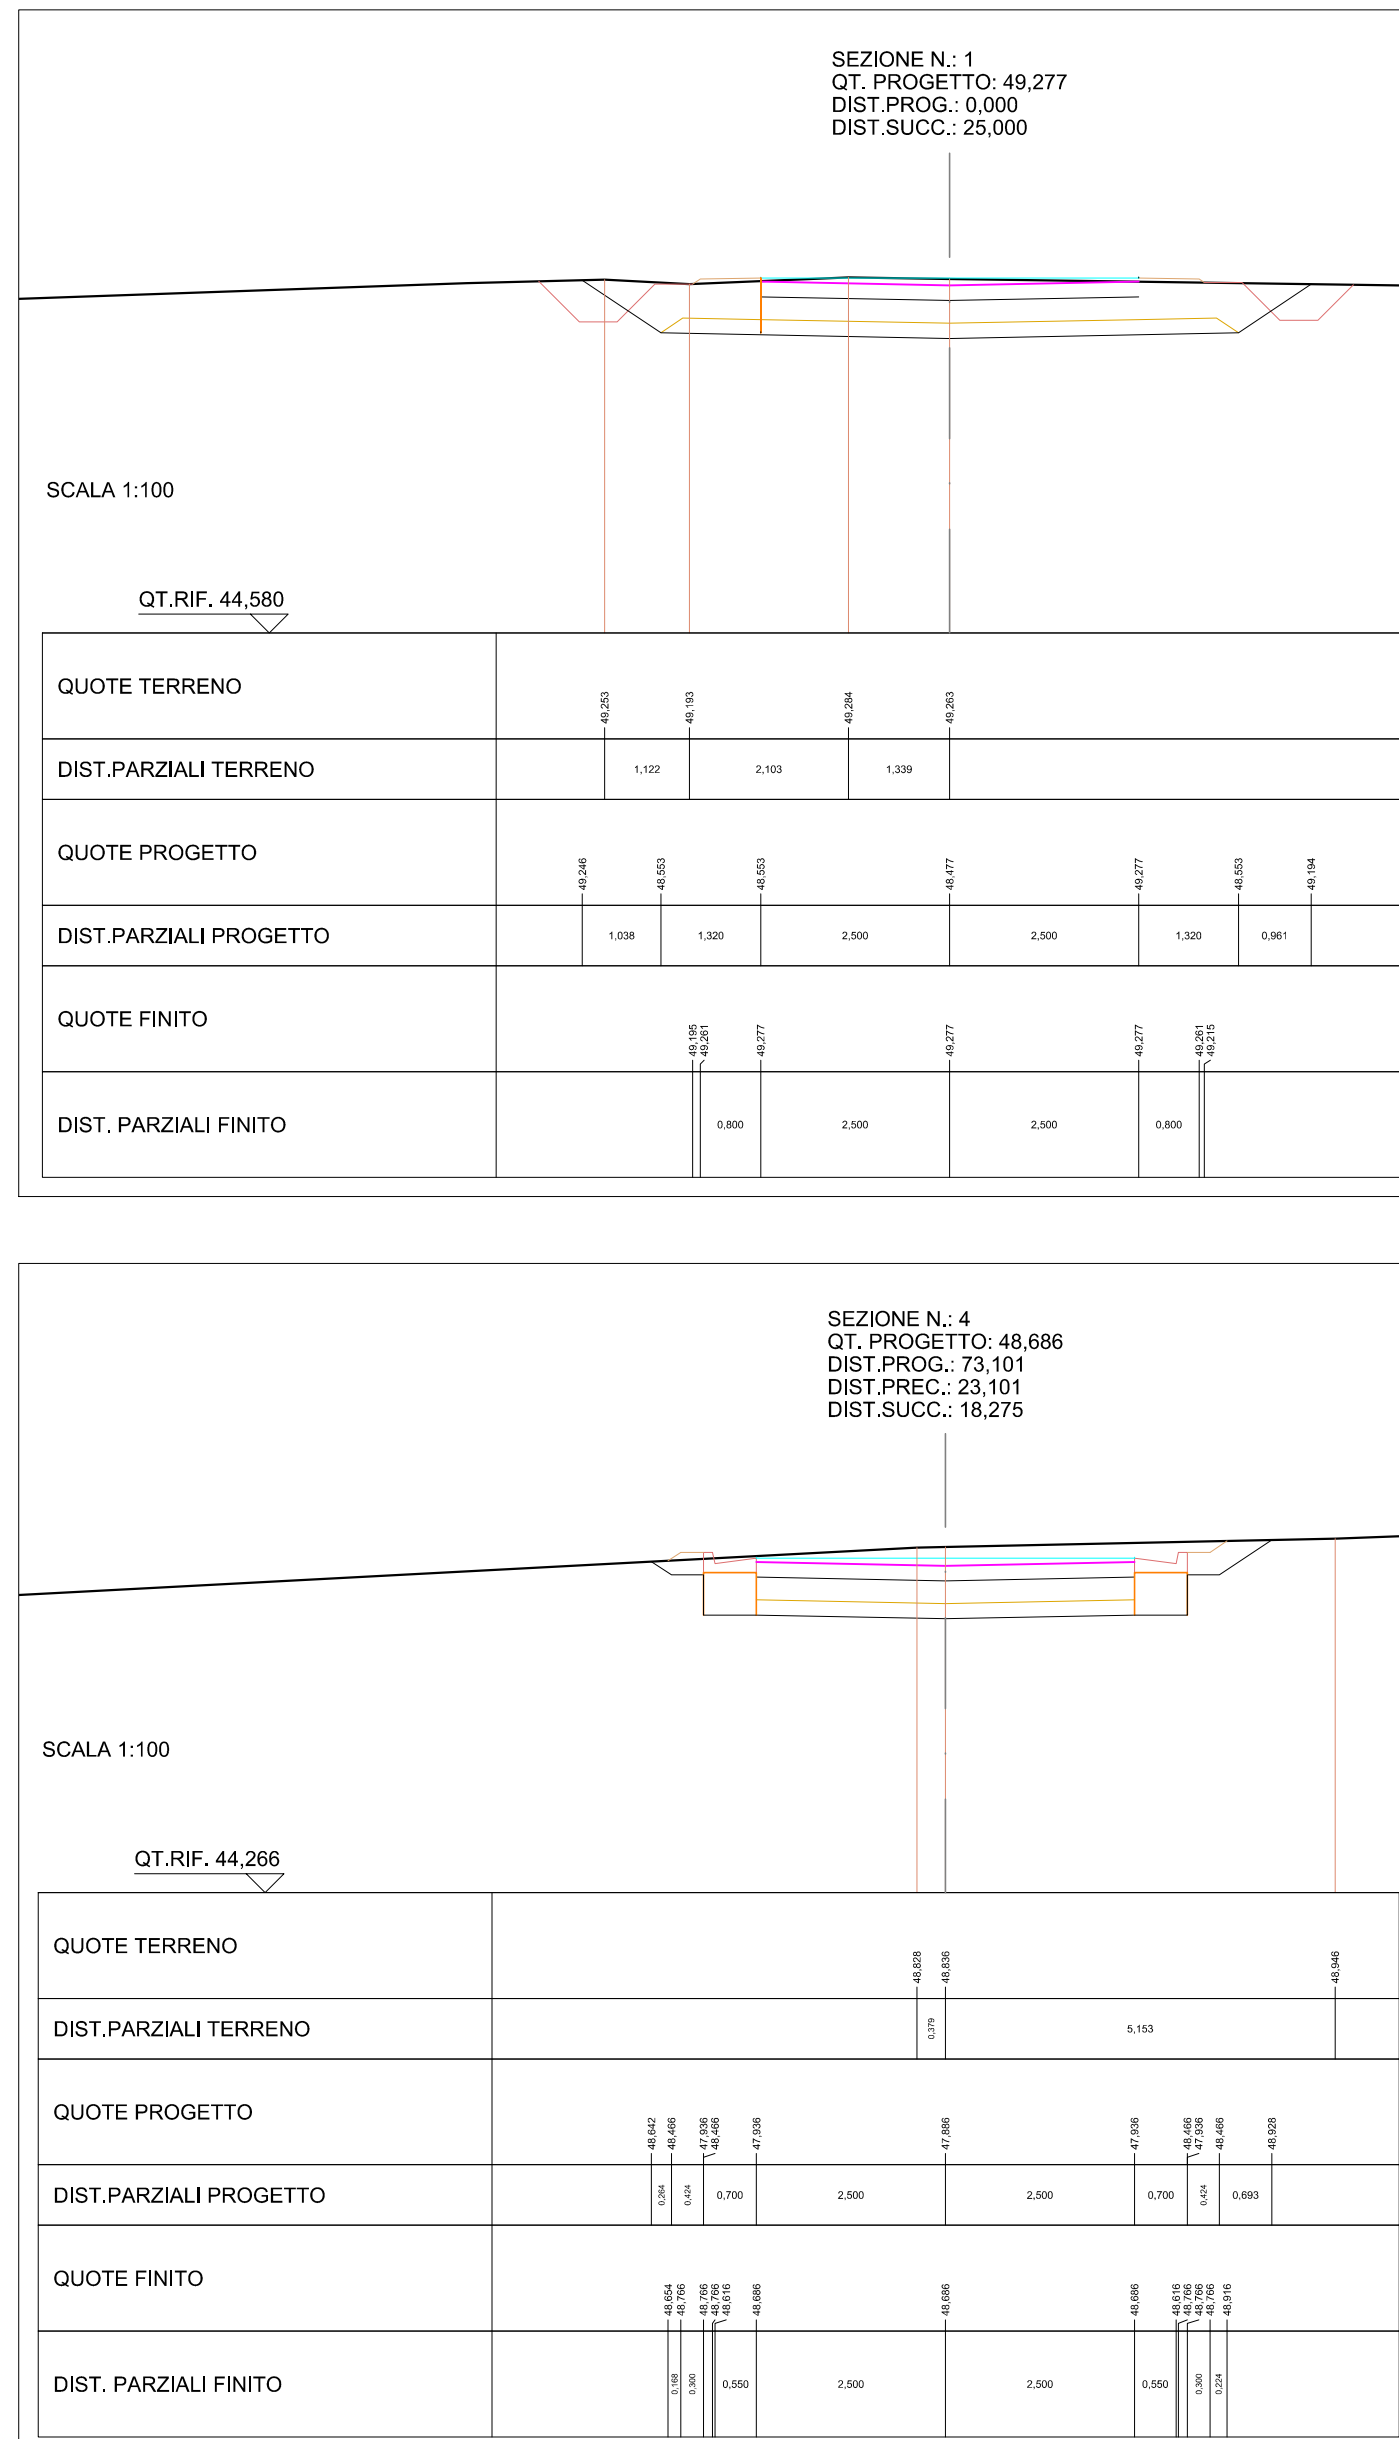 SEZIONE N.: 1
QT. PROGETTO: 49,277
DIST.PROG.: 0,000
DIST.SUCC.: 25,000
SCALA 1:100
QT.RIF. 44,580
QUOTE TERRENO
49,253 49,193 49,284 49,263
DIST.PARZIALI TERRENO
1,122 2,103 1,339
QUOTE PROGETTO
49,246 48,553 48,553 48,477 49,277 48,553 49,194
DIST.PARZIALI PROGETTO
1,038 1,320 2,500 2,500 1,320 0,961
QUOTE FINITO
49,195 49,261 49,277 49,277 49,277 49,261 49,215
DIST. PARZIALI FINITO
0,800 2,500 2,500 0,800
SEZIONE N.: 4
QT. PROGETTO: 48,686
DIST.PROG.: 73,101
DIST.PREC.: 23,101
DIST.SUCC.: 18,275
SCALA 1:100
QT.RIF. 44,266
QUOTE TERRENO
48,828 48,836 48,946
DIST.PARZIALI TERRENO
0,379 5,153
QUOTE PROGETTO
48,642 48,466 47,936 48,466 47,936 47,886 47,936 48,466 47,936 48,466 48,928
DIST.PARZIALI PROGETTO
0,264 0,424 0,700 2,500 2,500 0,700 0,424 0,693
QUOTE FINITO
48,654 48,766 48,766 48,766 48,616 48,686 48,686 48,686 48,616 48,766 48,766 48,766 48,916
DIST. PARZIALI FINITO
0,168 0,300 0,550 2,500 2,500 0,550 0,300 0,224